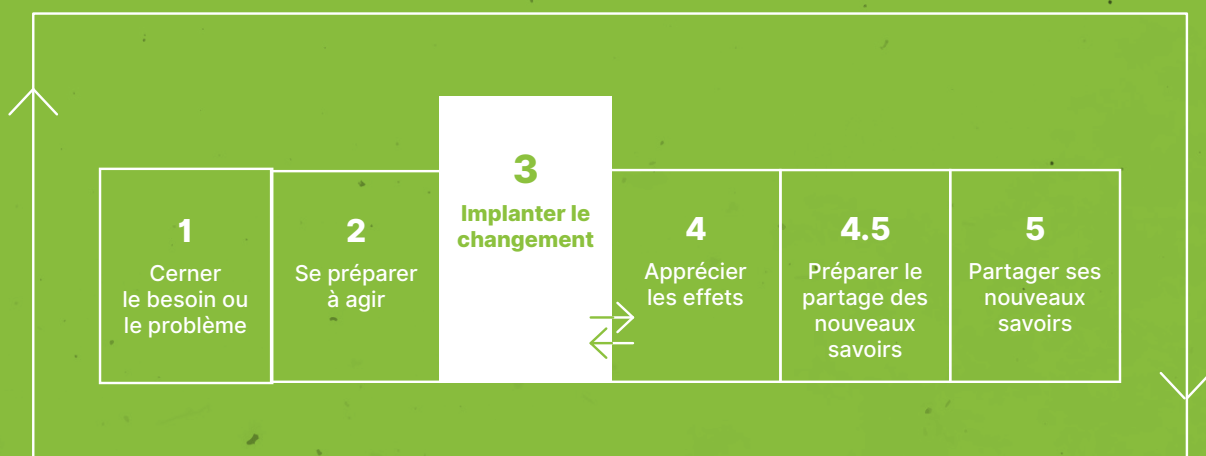 1
Cerner
le besoin ou
le problème
2
Se préparer
à agir
3
Implanter le
changement
4
Apprécier
les effets
4.5
Préparer le
partage des
nouveaux
savoirs
5
Partager ses
nouveaux
savoirs